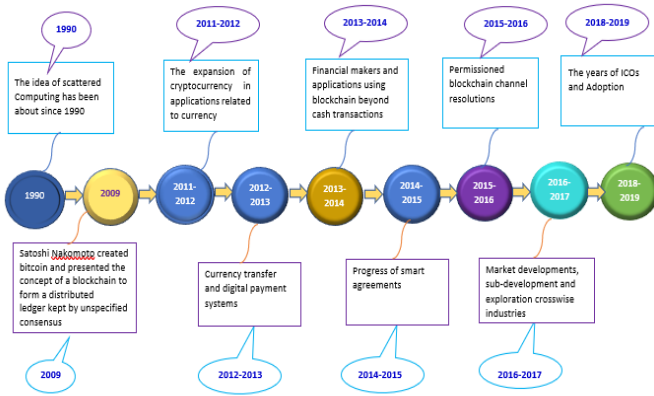 1990
2011-2012
2013-2014
2015-2016
2018-2019
The idea of scattered
Computing has been
about since 1990
The expansion of
cryptocurrency in
applications related
to currency
Financial makers and
applications using
blockchain beyond
cash transactions
Permissioned
blockchain channel
resolutions
The years of ICOs
and Adoption
1990
2009
2011-
2012
2012-
2013
2013-
2014
2014-
2015
2015-
2016
2016-
2017
2018-
2019
Satoshi Nakomoto created
bitcoin and presented the
concept of a blockchain to
form a distributed
ledger kept by unspecified
consensus
Currency transfer
and digital payment
systems
Progress of smart
agreements
Market developments,
sub-development and
exploration crosswise
industries
2009
2012-2013
2014-2015
2016-2017